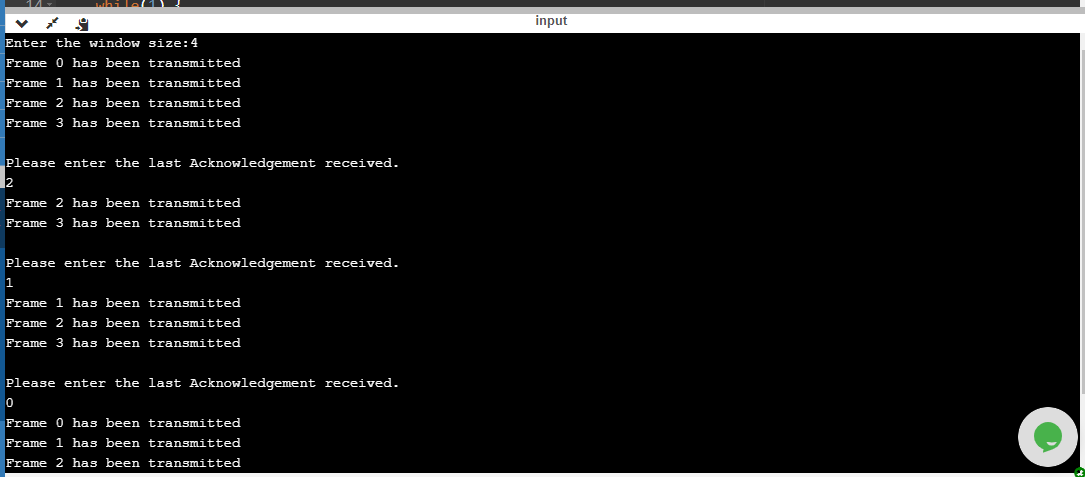 14 while(1) {
input
Enter the window size:4
Frame 0 has been transmitted
Frame 1 has been transmitted
Frame 2 has been transmitted
Frame 3 has been transmitted
Please enter the last Acknowledgement received.
2
Frame 2 has been transmitted
Frame 3 has been transmitted
Please enter the last Acknowledgement received.
1
Frame 1 has been transmitted
Frame 2 has been transmitted
Frame 3 has been transmitted
Please enter the last Acknowledgement received.
0
Frame 0 has been transmitted
Frame 1 has been transmitted
Frame 2 has been transmitted